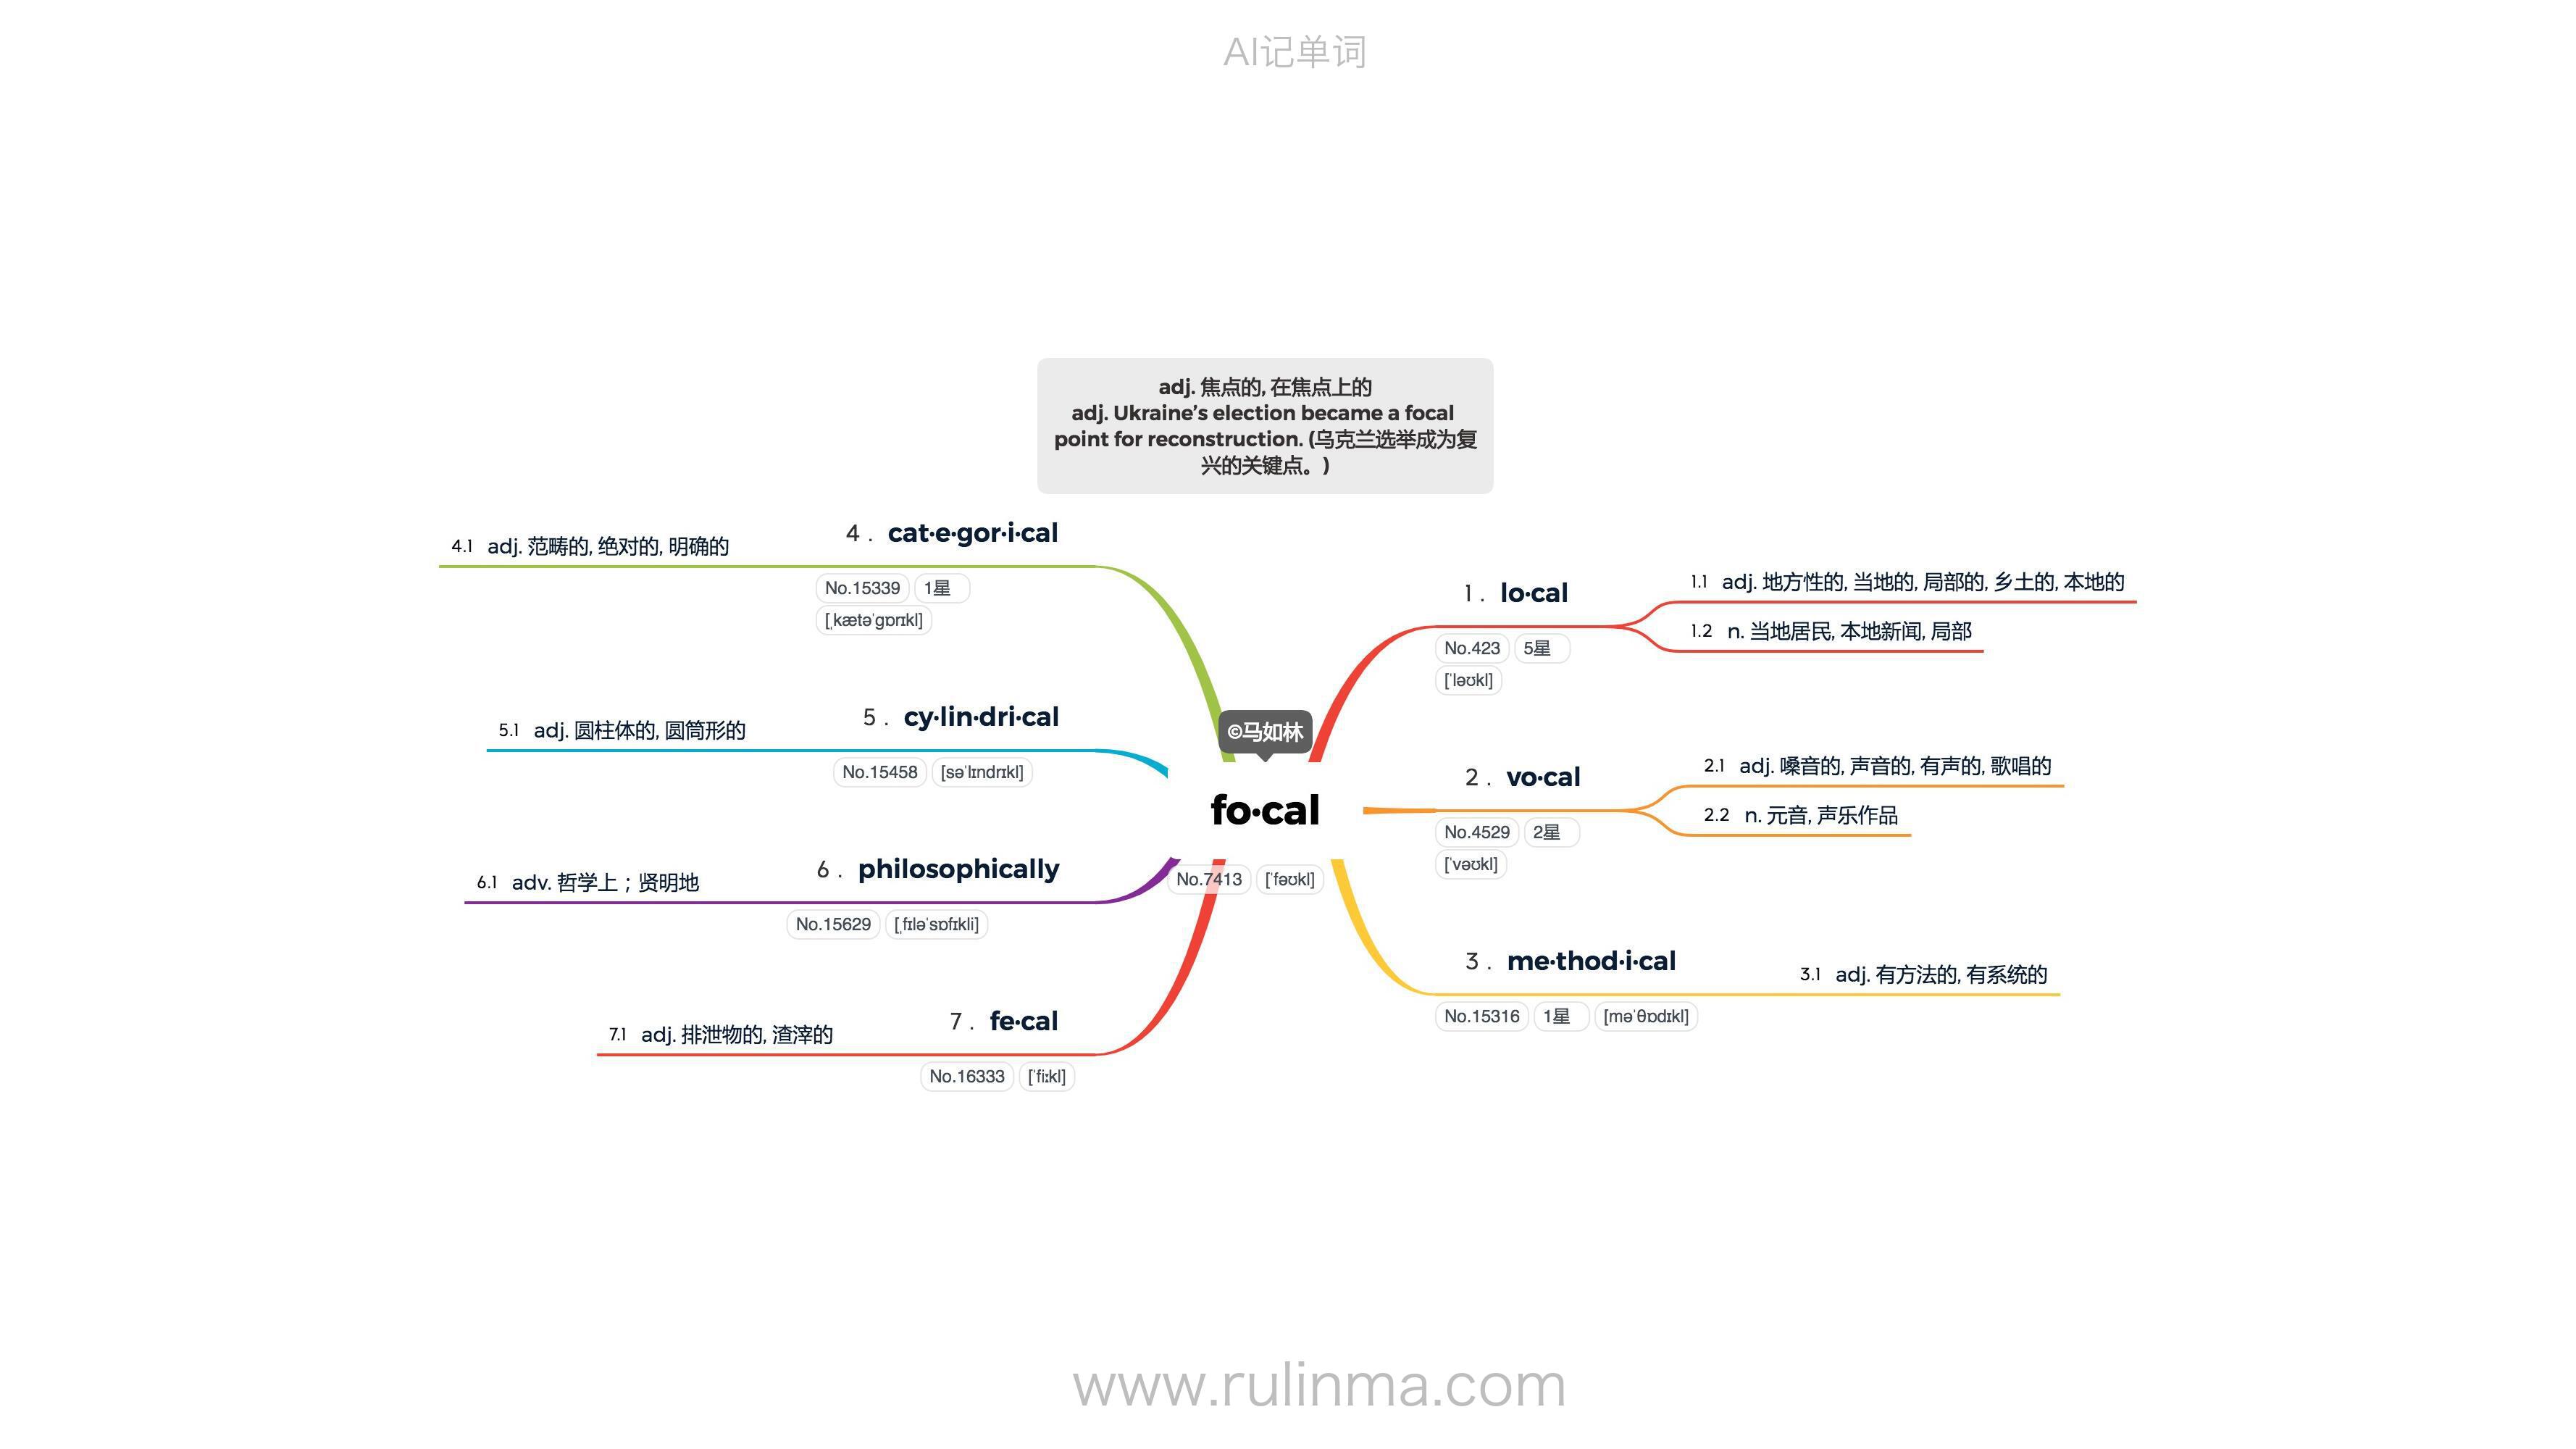 AI记单词
adj. 焦点的, 在焦点上的
adj. Ukraine’s election became a focal
point for reconstruction. (乌克兰选举成为复
兴的关键点。)
©马如林
fo·cal
No.7413 [ˈfəʊkl]
1 . lo·cal
No.423 5星
[ˈləʊkl]
1.1 adj. 地方性的, 当地的, 局部的, 乡土的, 本地的
1.2 n. 当地居民, 本地新闻, 局部
2 . vo·cal
No.4529 2星
[ˈvəʊkl]
2.1 adj. 嗓音的, 声音的, 有声的, 歌唱的
2.2 n. 元音, 声乐作品
3 . me·thod·i·cal
No.15316 1星 [məˈθɒdɪkl]
3.1 adj. 有方法的, 有系统的
4 . cat·e·gor·i·cal
No.15339 1星
[ˌkætəˈɡɒrɪkl]
4.1 adj. 范畴的, 绝对的, 明确的
5 . cy·lin·dri·cal
No.15458 [səˈlɪndrɪkl]
5.1 adj. 圆柱体的, 圆筒形的
6 . philosophically
No.15629 [ˌfɪləˈsɒfɪkli]
6.1 adv. 哲学上；贤明地
7 . fe·cal
No.16333 [ˈfiːkl]
7.1 adj. 排泄物的, 渣滓的
www.rulinma.com